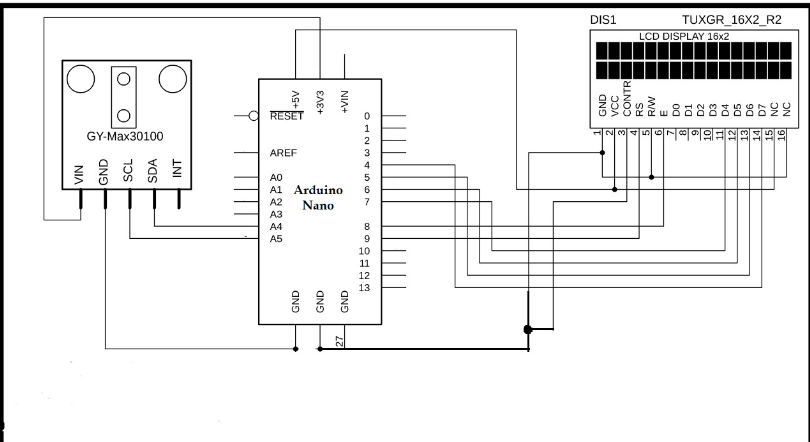 DIS1 TUXGR_16X2_R2
LCD DISPLAY 16x2
GND VCC CONTR RS R/W E D0 D1 D2 D3 D4 D5 D6 D7 NC NC
1 2 3 4 5 6 7 8 9 10 11 12 13 14 15 16
GY-Max30100
VIN GND SCL SDA INT
+5V +3V3 +VIN
RESET
AREF
A0
A1
A2
A3
A4
A5
Arduino
Nano
0
1
2
3
4
5
6
7
8
9
10
11
12
13
GND GND GND
27